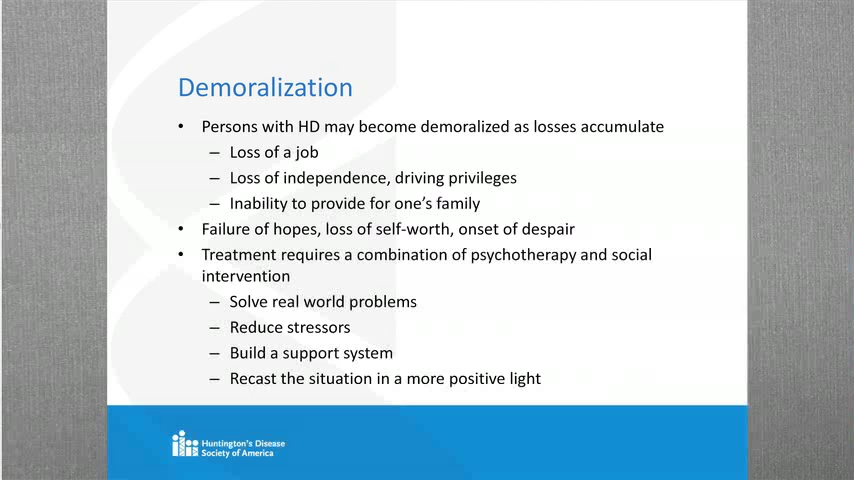 Demoralization
• Persons with HD may become demoralized as losses accumulate
– Loss of a job
– Loss of independence, driving privileges
– Inability to provide for one’s family
• Failure of hopes, loss of self-worth, onset of despair
• Treatment requires a combination of psychotherapy and social
intervention
– Solve real world problems
– Reduce stressors
– Build a support system
– Recast the situation in a more positive light
Huntington’s Disease
Society of America